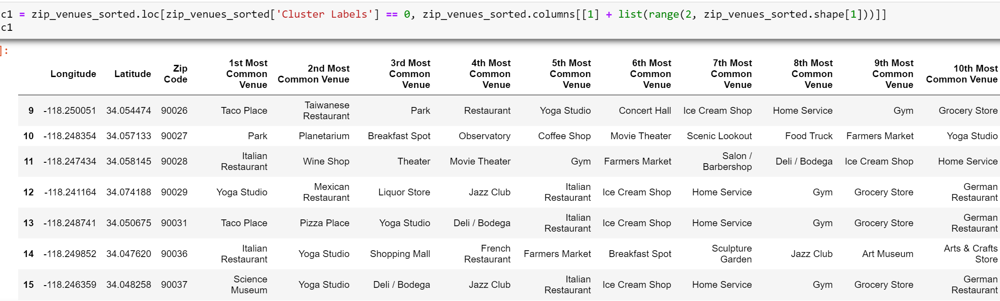 c1 = zip_venues_sorted.loc[zip_venues_sorted['Cluster Labels'] == 0, zip_venues_sorted.columns[[1] + list(range(2, zip_venues_sorted.shape[1]))]]
c1
]:
Longitude Latitude Zip Code 1st Most Common Venue 2nd Most Common Venue 3rd Most Common Venue 4th Most Common Venue 5th Most Common Venue 6th Most Common Venue 7th Most Common Venue 8th Most Common Venue 9th Most Common Venue 10th Most Common Venue
9 -118.250051 34.054474 90026 Taco Place Taiwanese Restaurant Park Restaurant Yoga Studio Concert Hall Ice Cream Shop Home Service Gym Grocery Store
10 -118.248354 34.057133 90027 Park Planetarium Breakfast Spot Observatory Coffee Shop Movie Theater Scenic Lookout Food Truck Farmers Market Yoga Studio
11 -118.247434 34.058145 90028 Italian Restaurant Wine Shop Theater Movie Theater Gym Farmers Market Salon / Barbershop Deli / Bodega Ice Cream Shop Home Service
12 -118.241164 34.074188 90029 Yoga Studio Mexican Restaurant Liquor Store Jazz Club Italian Restaurant Ice Cream Shop Home Service Gym Grocery Store German Restaurant
13 -118.248741 34.050675 90031 Taco Place Pizza Place Yoga Studio Deli / Bodega Italian Restaurant Ice Cream Shop Home Service Gym Grocery Store German Restaurant
14 -118.249852 34.047620 90036 Italian Restaurant Yoga Studio Shopping Mall French Restaurant Farmers Market Breakfast Spot Sculpture Garden Jazz Club Art Museum Arts & Crafts Store
15 -118.246359 34.048258 90037 Science Museum Yoga Studio Deli / Bodega Jazz Club Italian Restaurant Ice Cream Shop Home Service Gym Grocery Store German Restaurant